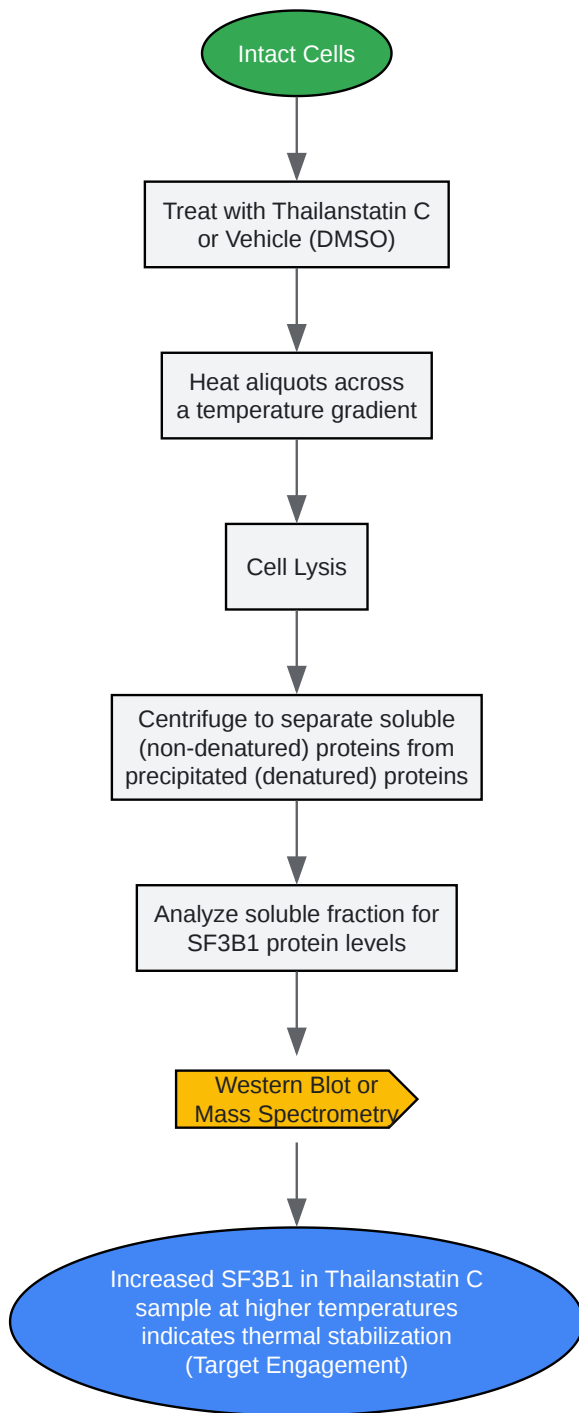 Intact Cells
Treat with Thailanstatin C
or Vehicle (DMSO)
Heat aliquots across
a temperature gradient
Cell Lysis
Centrifuge to separate soluble
(non-denatured) proteins from
precipitated (denatured) proteins
Analyze soluble fraction for
SF3B1 protein levels
Western Blot or
Mass Spectrometry
Increased SF3B1 in Thailanstatin C
sample at higher temperatures
indicates thermal stabilization
(Target Engagement)